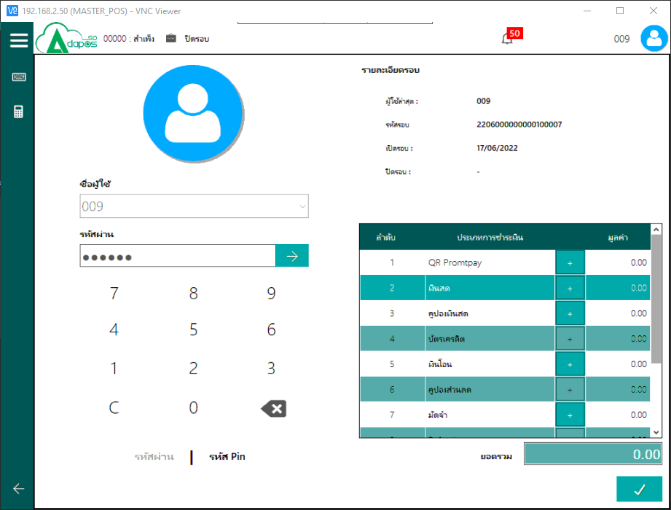 192.168.2.50 (MASTER_POS) - VNC Viewer
Adapos 5.0
00000 : สำเพ็ง
ปิดรอบ
50
009
รายละเอียดรอบ
ผู้ใช้ล่าสุด :
009
รหัสรอบ
2206000000000100007
เปิดรอบ :
17/06/2022
ปิดรอบ :
-
ชื่อผู้ใช้
009
รหัสผ่าน
●●●●●●
7 8 9
4 5 6
1 2 3
C 0
รหัสผ่าน | รหัส Pin
ลำดับ ประเภทการชำระเงิน มูลค่า
1 QR Promtpay + 0.00
2 เงินสด + 0.00
3 คูปองเงินสด + 0.00
4 บัตรเครดิต + 0.00
5 เงินโอน + 0.00
6 คูปองส่วนลด + 0.00
7 มัดจำ + 0.00
ยอดรวม 0.00